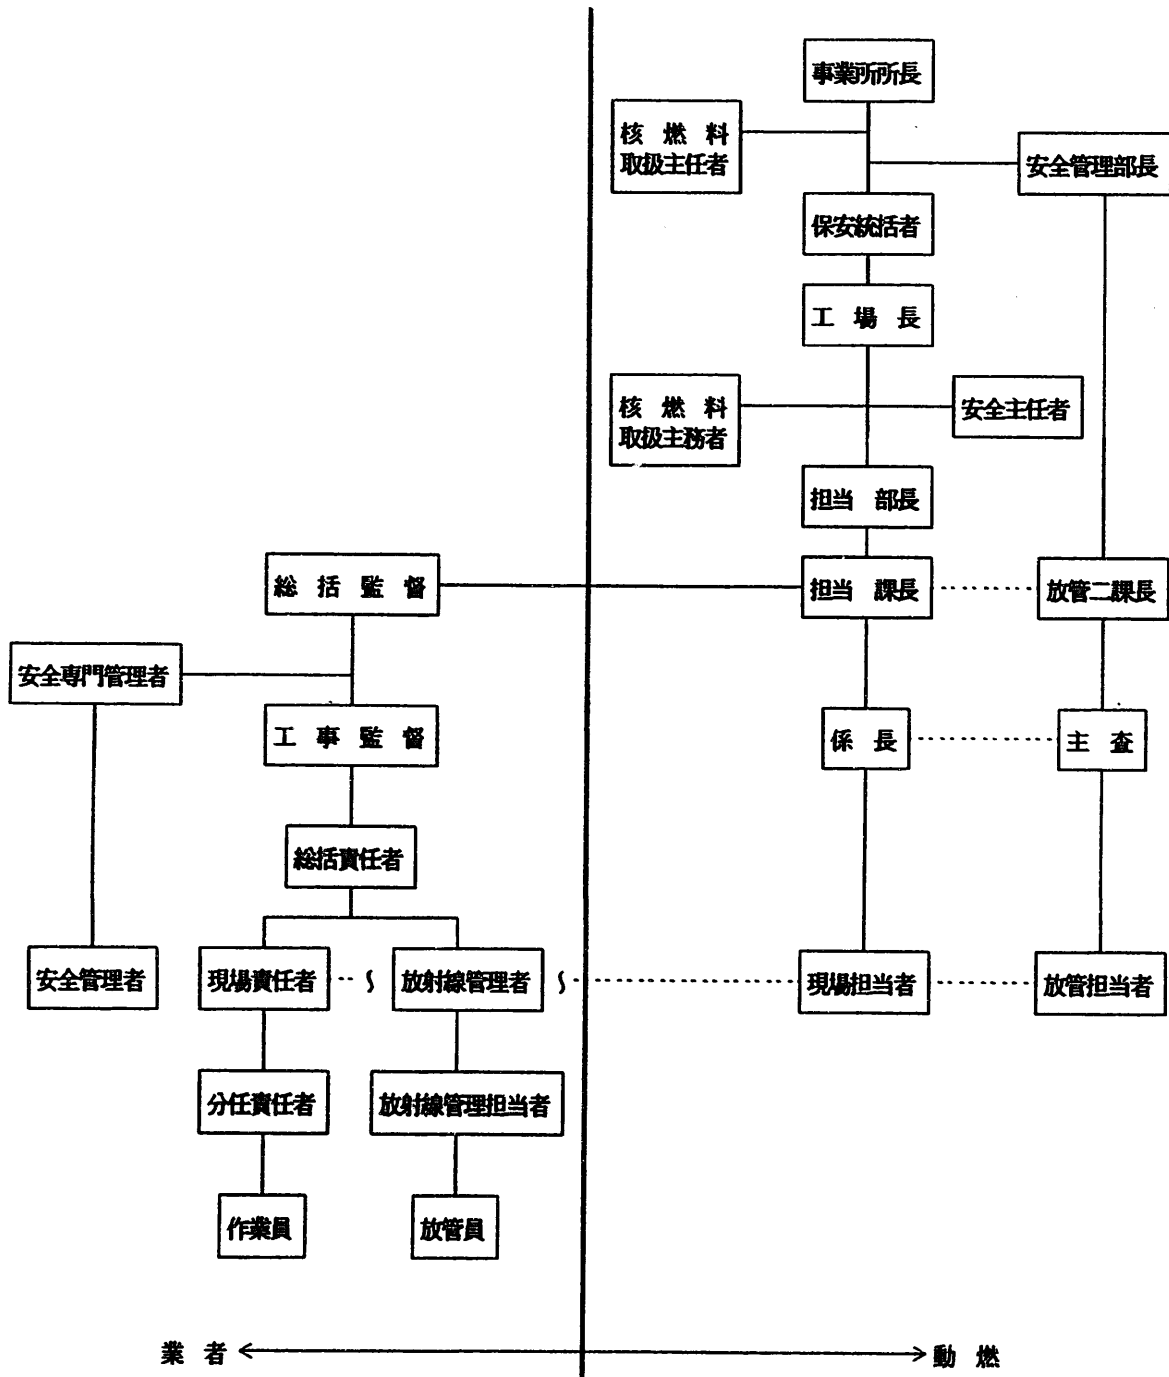 事業所所長
核燃料
取扱主任者
安全管理部長
保安統括者
工場長
核燃料
取扱主務者
安全主任者
担当 部長
総括監督
担当 課長
放管二課長
安全専門管理者
工事監督
係長
主査
総括責任者
安全管理者
現場責任者
放射線管理者
現場担当者
放管担当者
分任責任者
放射線管理担当者
作業員
放管員
業者
動燃